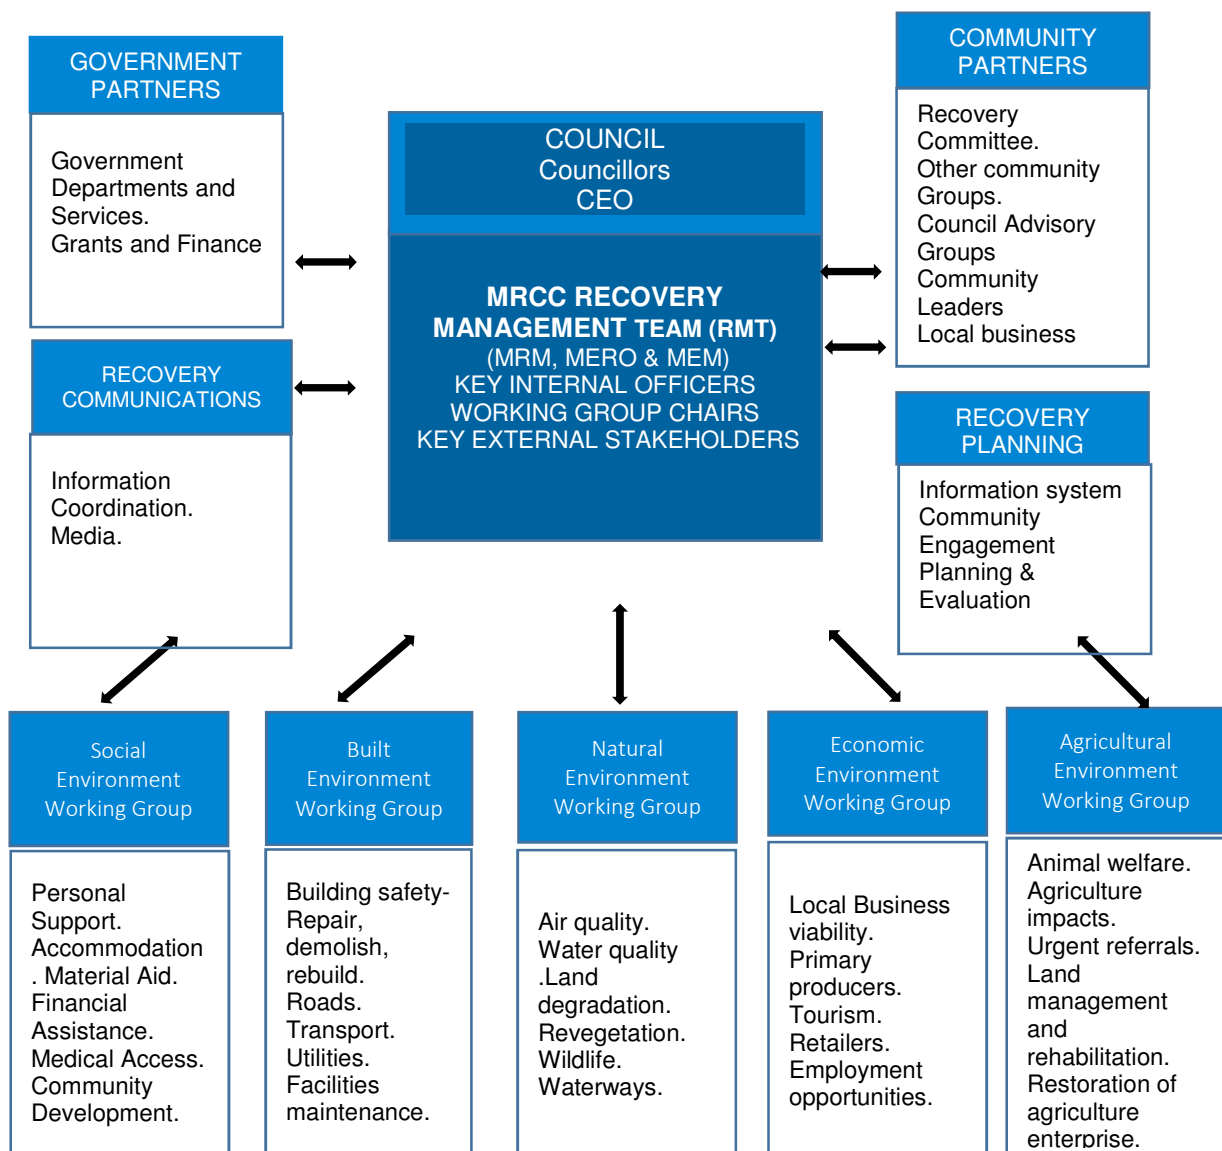 GOVERNMENT
PARTNERS
Government
Departments and
Services.
Grants and Finance
COUNCIL
Councillors
CEO
MRCC RECOVERY
MANAGEMENT TEAM (RMT)
(MRM, MERO & MEM)
KEY INTERNAL OFFICERS
WORKING GROUP CHAIRS
KEY EXTERNAL STAKEHOLDERS
COMMUNITY
PARTNERS
Recovery
Committee.
Other community
Groups.
Council Advisory
Groups
Community
Leaders
Local business
RECOVERY
COMMUNICATIONS
Information
Coordination.
Media.
RECOVERY
PLANNING
Information system
Community
Engagement
Planning &
Evaluation
Social
Environment
Working Group
Personal
Support.
Accommodation
. Material Aid.
Financial
Assistance.
Medical Access.
Community
Development.
Built
Environment
Working Group
Building safety-
Repair,
demolish,
rebuild.
Roads.
Transport.
Utilities.
Facilities
maintenance.
Natural
Environment
Working Group
Air quality.
Water quality
.Land
degradation.
Revegetation.
Wildlife.
Waterways.
Economic
Environment
Working Group
Local Business
viability.
Primary
producers.
Tourism.
Retailers.
Employment
opportunities.
Agricultural
Environment
Working Group
Animal welfare.
Agriculture
impacts.
Urgent referrals.
Land
management
and
rehabilitation.
Restoration of
agriculture
enterprise.